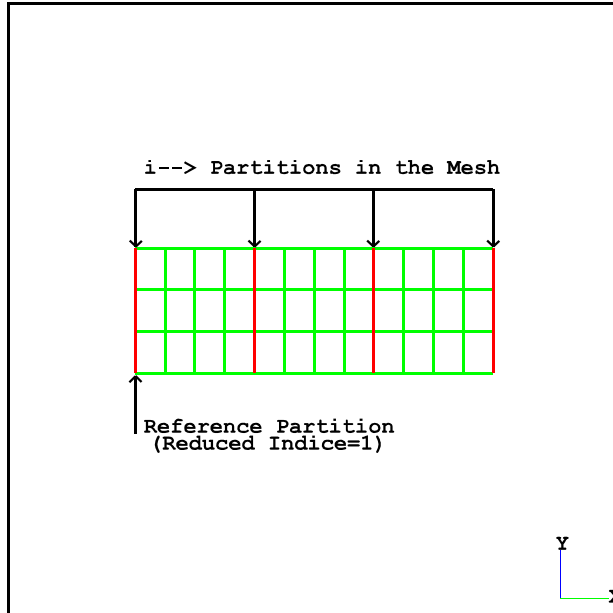 i--> Partitions in the Mesh
Reference Partition
(Reduced Indice=1)
Y
X